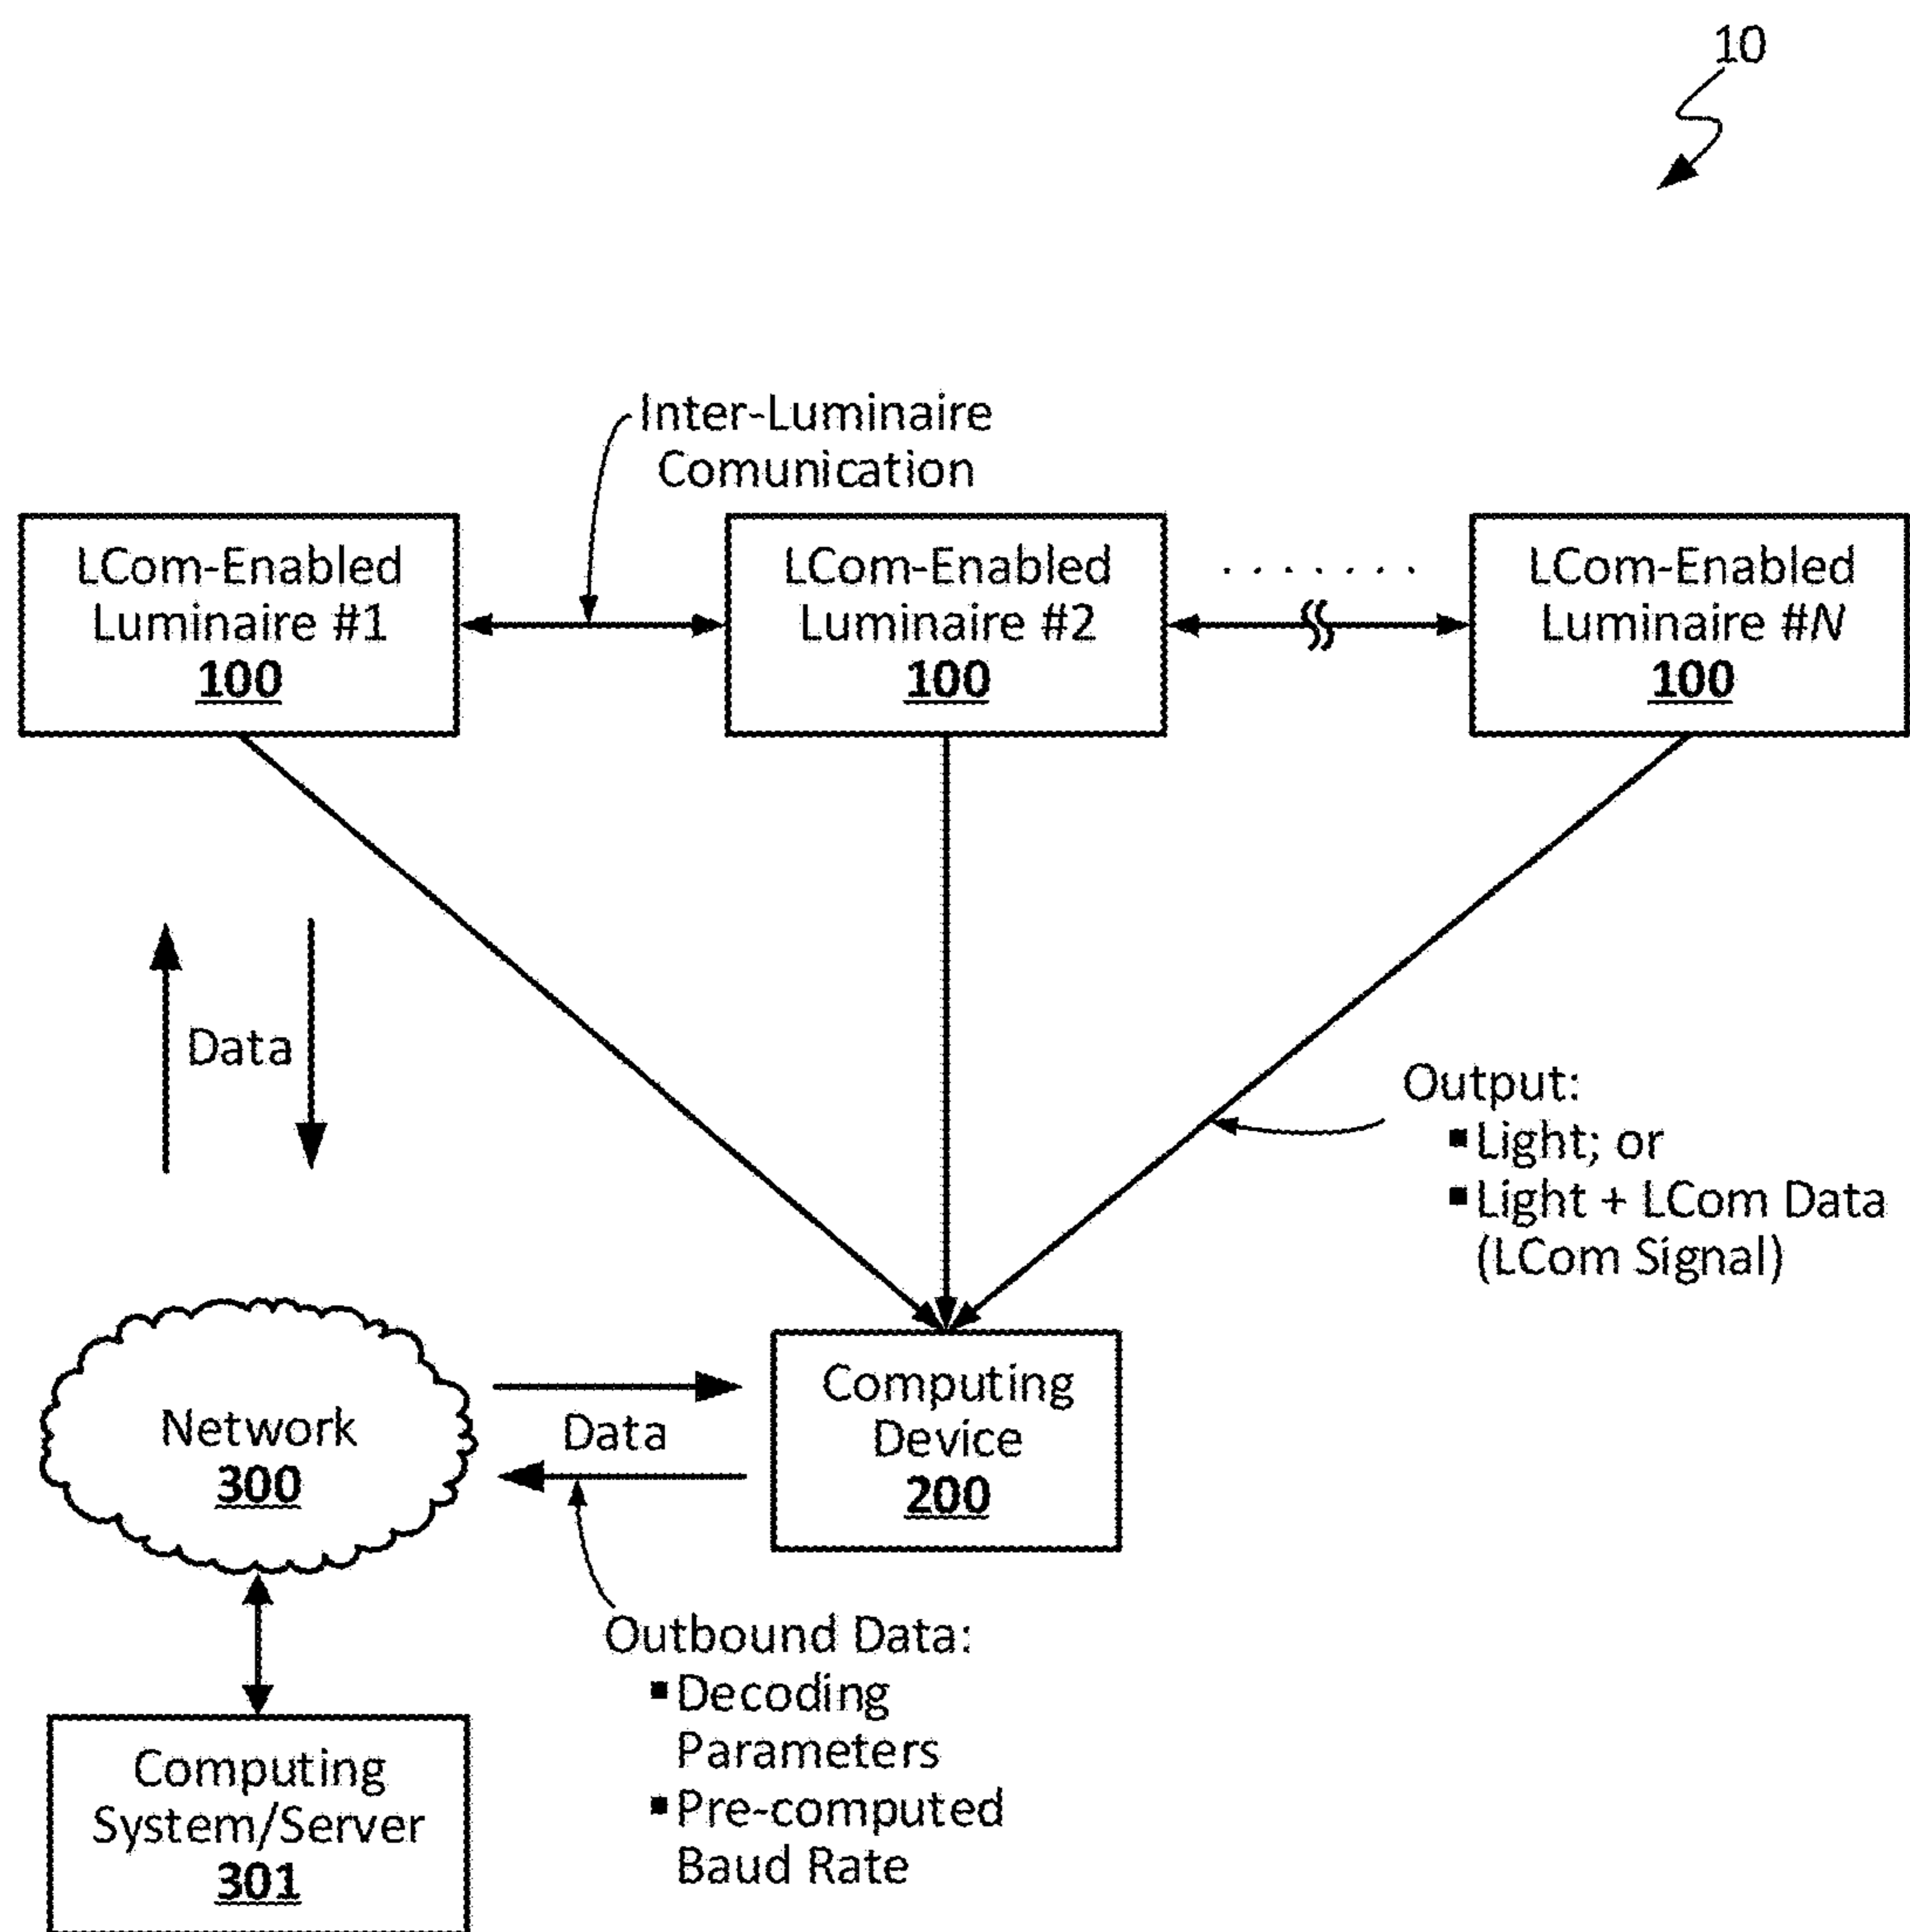 10
Inter-Luminaire
Comunication
LCom-Enabled
Luminaire #1
100
LCom-Enabled
Luminaire #2
100
. . . . . . .
LCom-Enabled
Luminaire #N
100
Data
Output:
▪ Light; or
▪ Light + LCom Data
(LCom Signal)
Network
300
Data
Computing
Device
200
Outbound Data:
▪ Decoding
Parameters
▪ Pre-computed
Baud Rate
Computing
System/Server
301